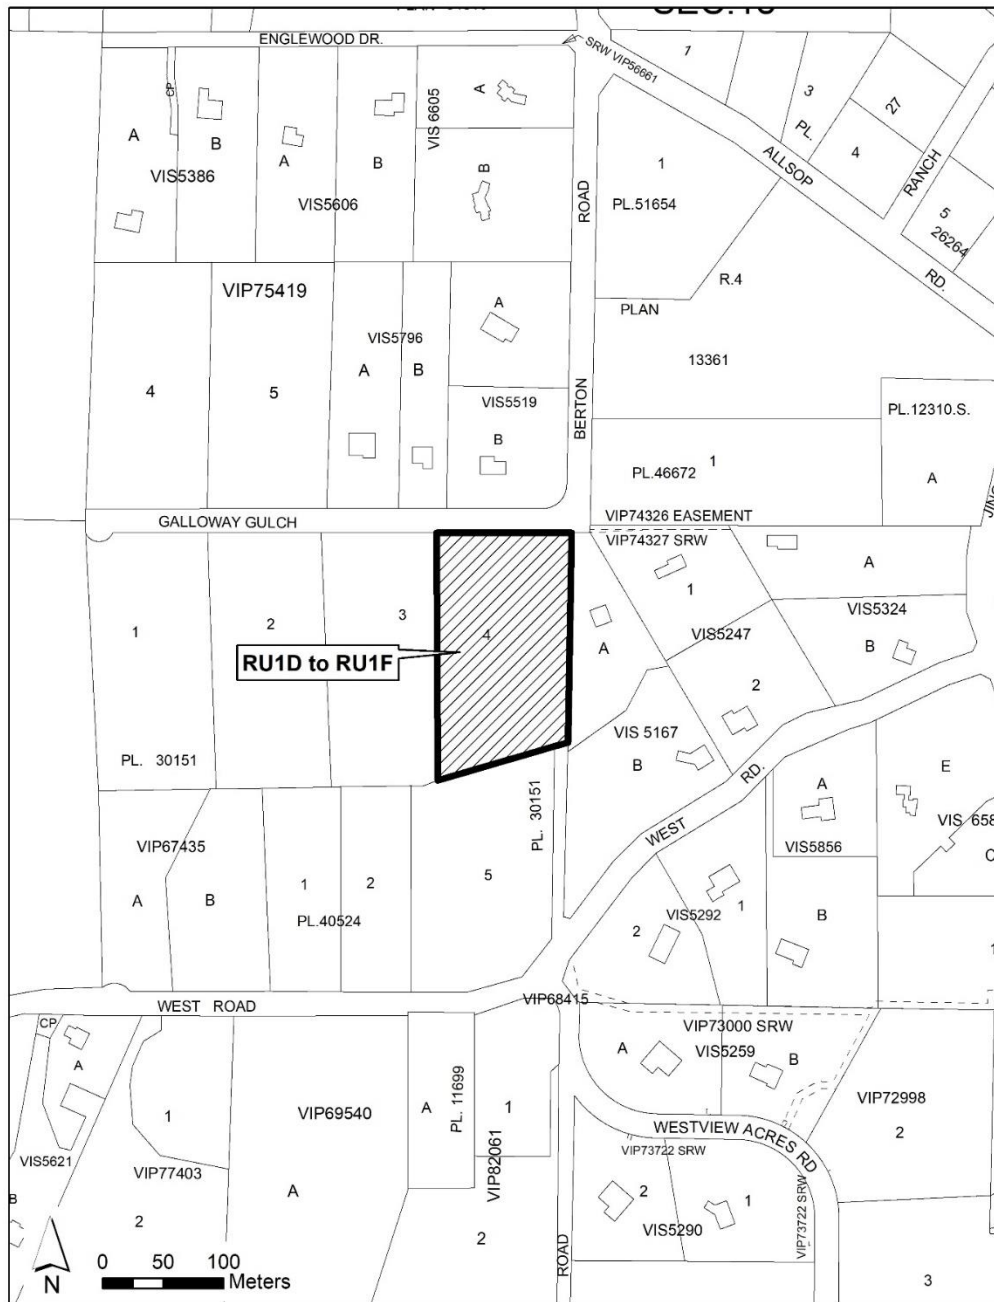 ENGLEWOOD DR.
SRW VIP56661
1
3
PL.
27
4
ALLSOP
RANCH
5
26264
RD.
CP
A
B
VIS5386
A
B
VIS5606
VIS 6605
A
B
ROAD
1
PL.51654
R.4
PLAN
13361
VIP75419
4
5
VIS5796
A
B
A
VIS5519
B
BERTON
PL.12310.S.
A
1
PL.46672
VIP74326 EASEMENT
GALLOWAY GULCH
VIP74327 SRW
1
2
3
4
RU1D to RU1F
PL. 30151
A
1
VIS5247
2
A
VIS5324
B
VIS 5167
B
RD.
WEST
PL. 30151
A
VIS5856
B
E
VIS 658
C
VIP67435
A
B
1
2
PL.40524
5
VIS5292
2
1
1
WEST ROAD
VIP68415
VIP73000 SRW
A
VIS5259
B
CP
A
VIS5621
B
1
VIP77403
2
VIP69540
A
A
PL. 11699
1
VIP82061
2
ROAD
WESTVIEW ACRES RD
VIP73722 SRW
2
1
VIS5290
VIP73722 SRW
VIP72998
2
3
N
0 50 100
Meters